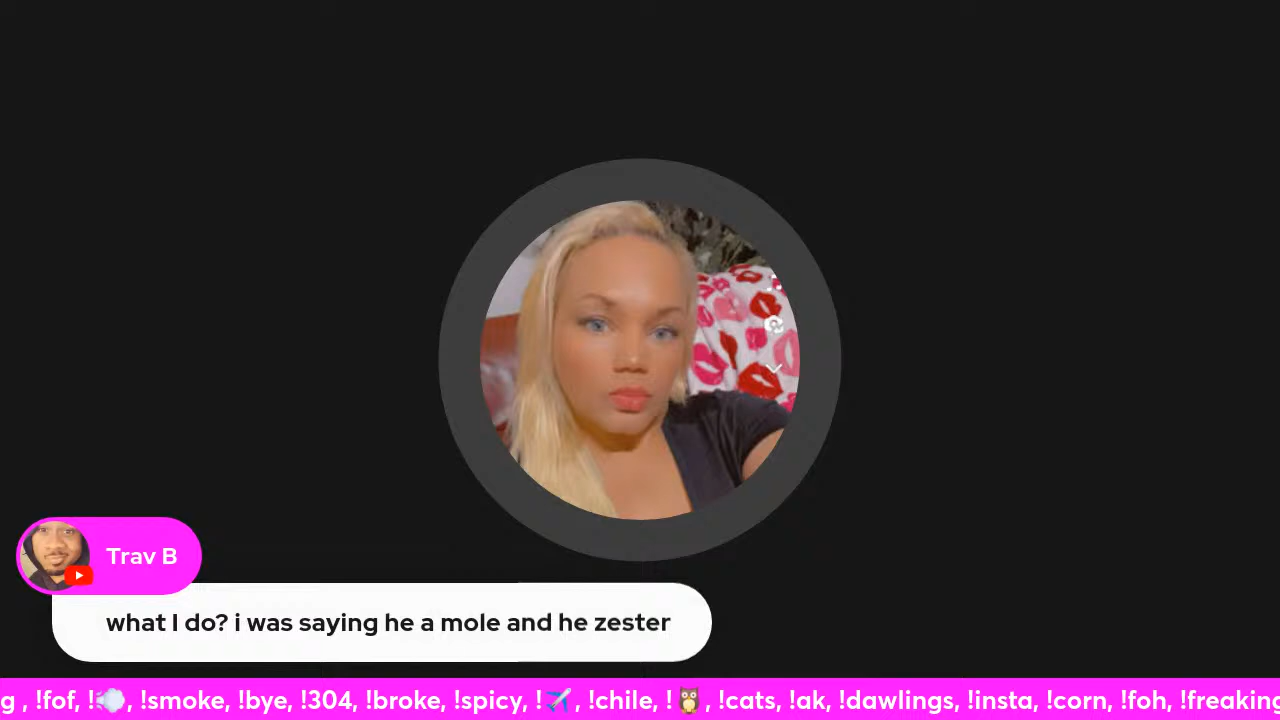 Trav B
what I do? i was saying he a mole and he zester
g , !fof, !💨, !smoke, !bye, !304, !broke, !spicy, !✈️, !chile, !🦉, !cats, !ak, !dawlings, !insta, !corn, !foh, !freaking